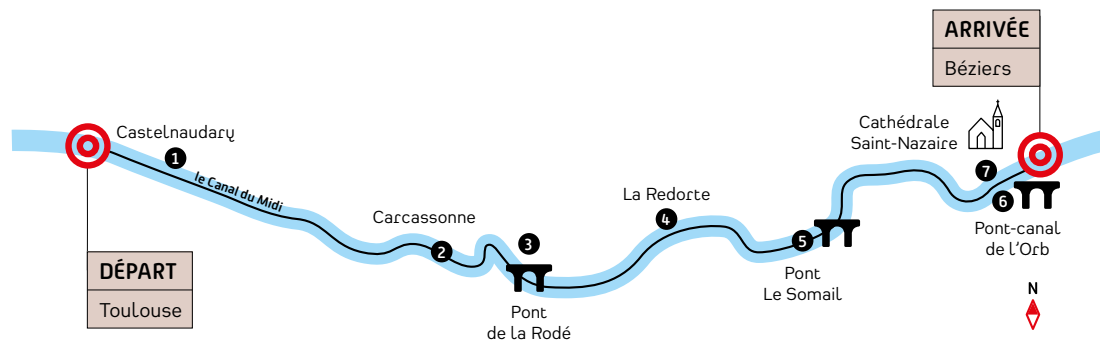 DÉPART
Toulouse
Castelnaudary
1
le Canal du Midi
Carcassonne
2
3
Pont
de la Rodé
La Redorte
4
5
Pont
Le Somail
Cathédrale
Saint-Nazaire
7
6
Pont-canal
de l'Orb
ARRIVÉE
Béziers
N